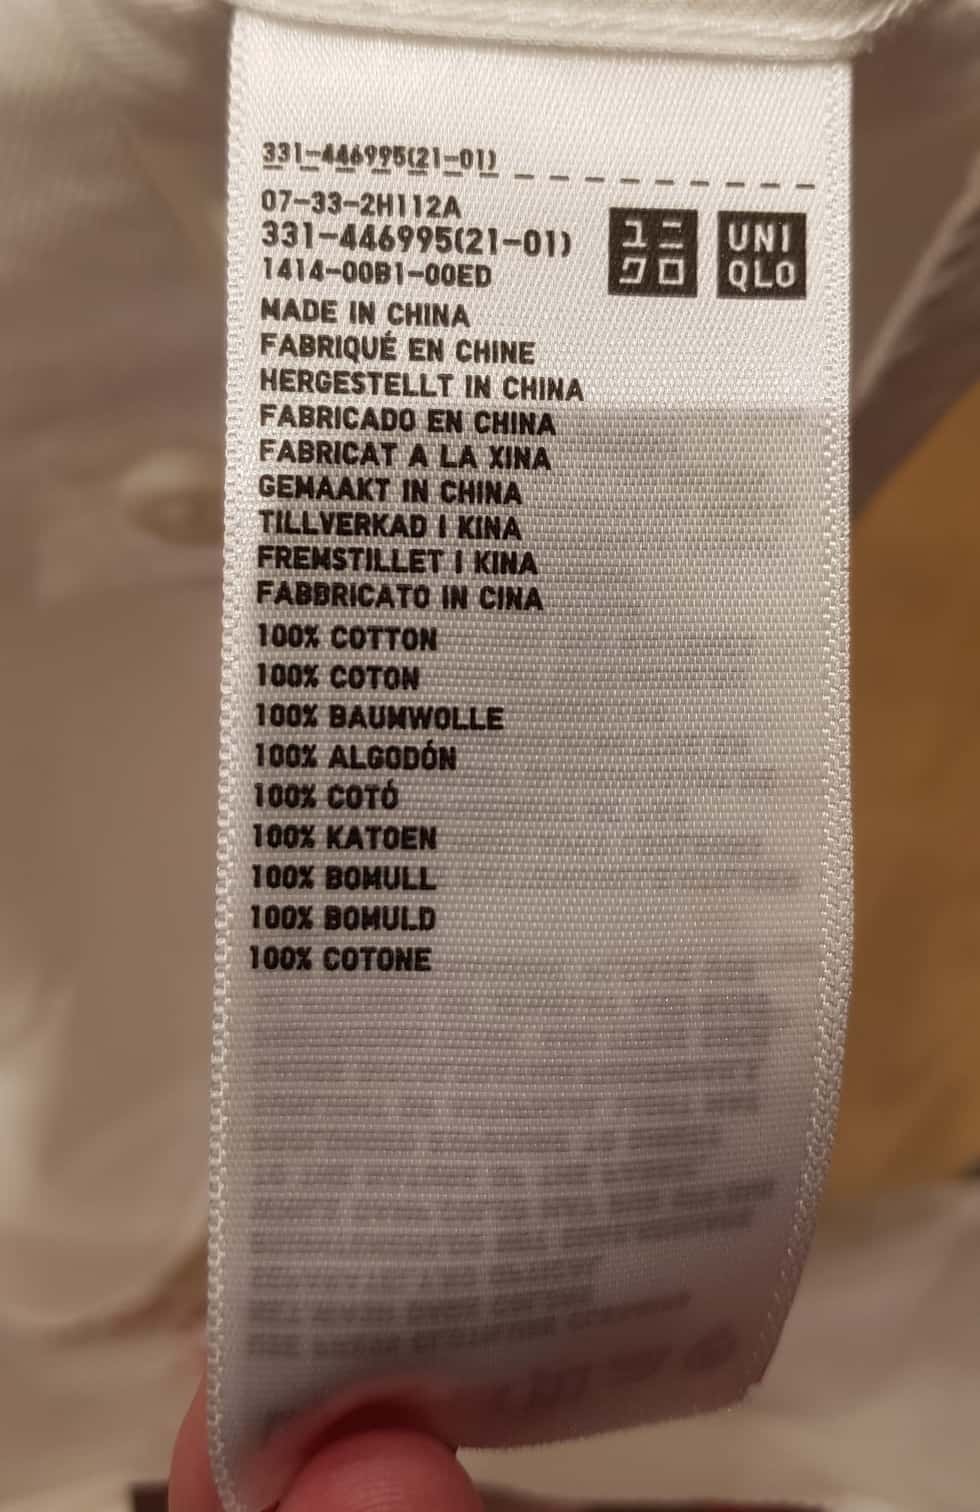 331-446995(21-01)
07-33-2H112A
331-446995(21-01)
1414-00B1-00ED
ユニ
クロ
UNI
QLO
MADE IN CHINA
FABRIQUÉ EN CHINE
HERGESTELLT IN CHINA
FABRICADO EN CHINA
FABRICAT A LA XINA
GEMAAKT IN CHINA
TILLVERKAD I KINA
FREMSTILLET I KINA
FABBRICATO IN CINA
100% COTTON
100% COTON
100% BAUMWOLLE
100% ALGODÓN
100% COTÓ
100% KATOEN
100% BOMULL
100% BOMULD
100% COTONE